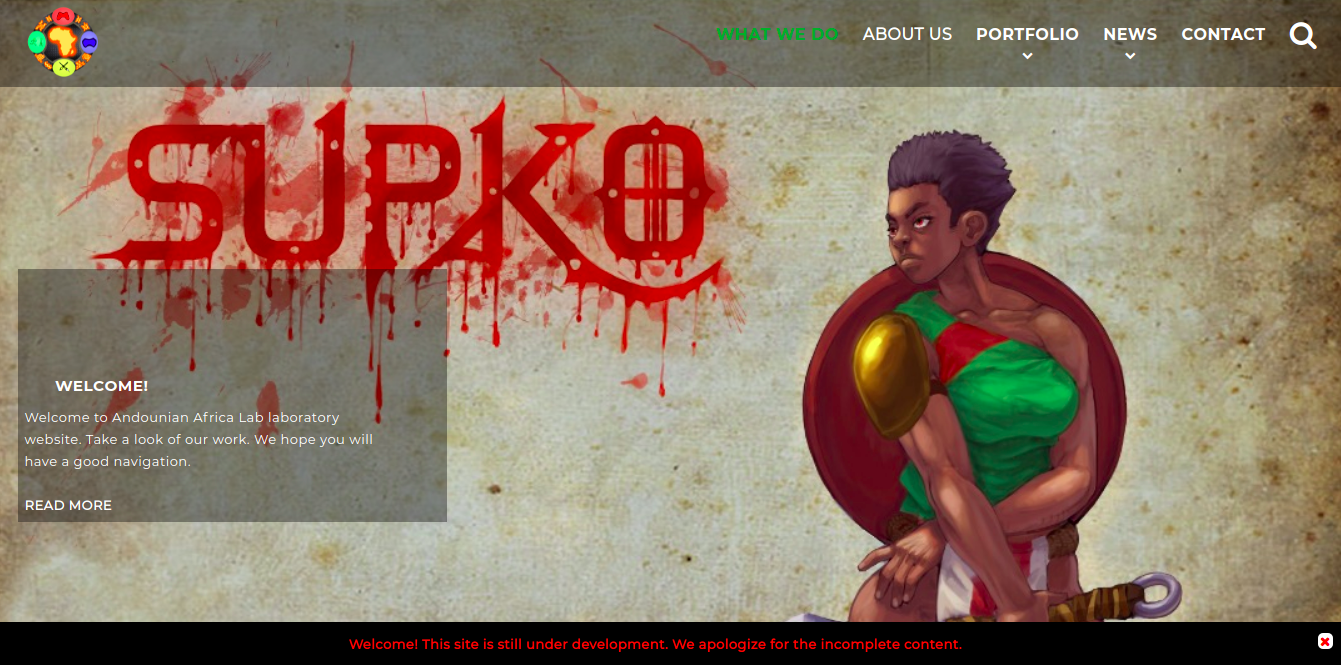 WHAT WE DO
ABOUT US
PORTFOLIO
NEWS
CONTACT
SUPKO
WELCOME!
Welcome to Andounian Africa Lab laboratory
website. Take a look of our work. We hope you will
have a good navigation.
READ MORE
Welcome! This site is still under development. We apologize for the incomplete content.